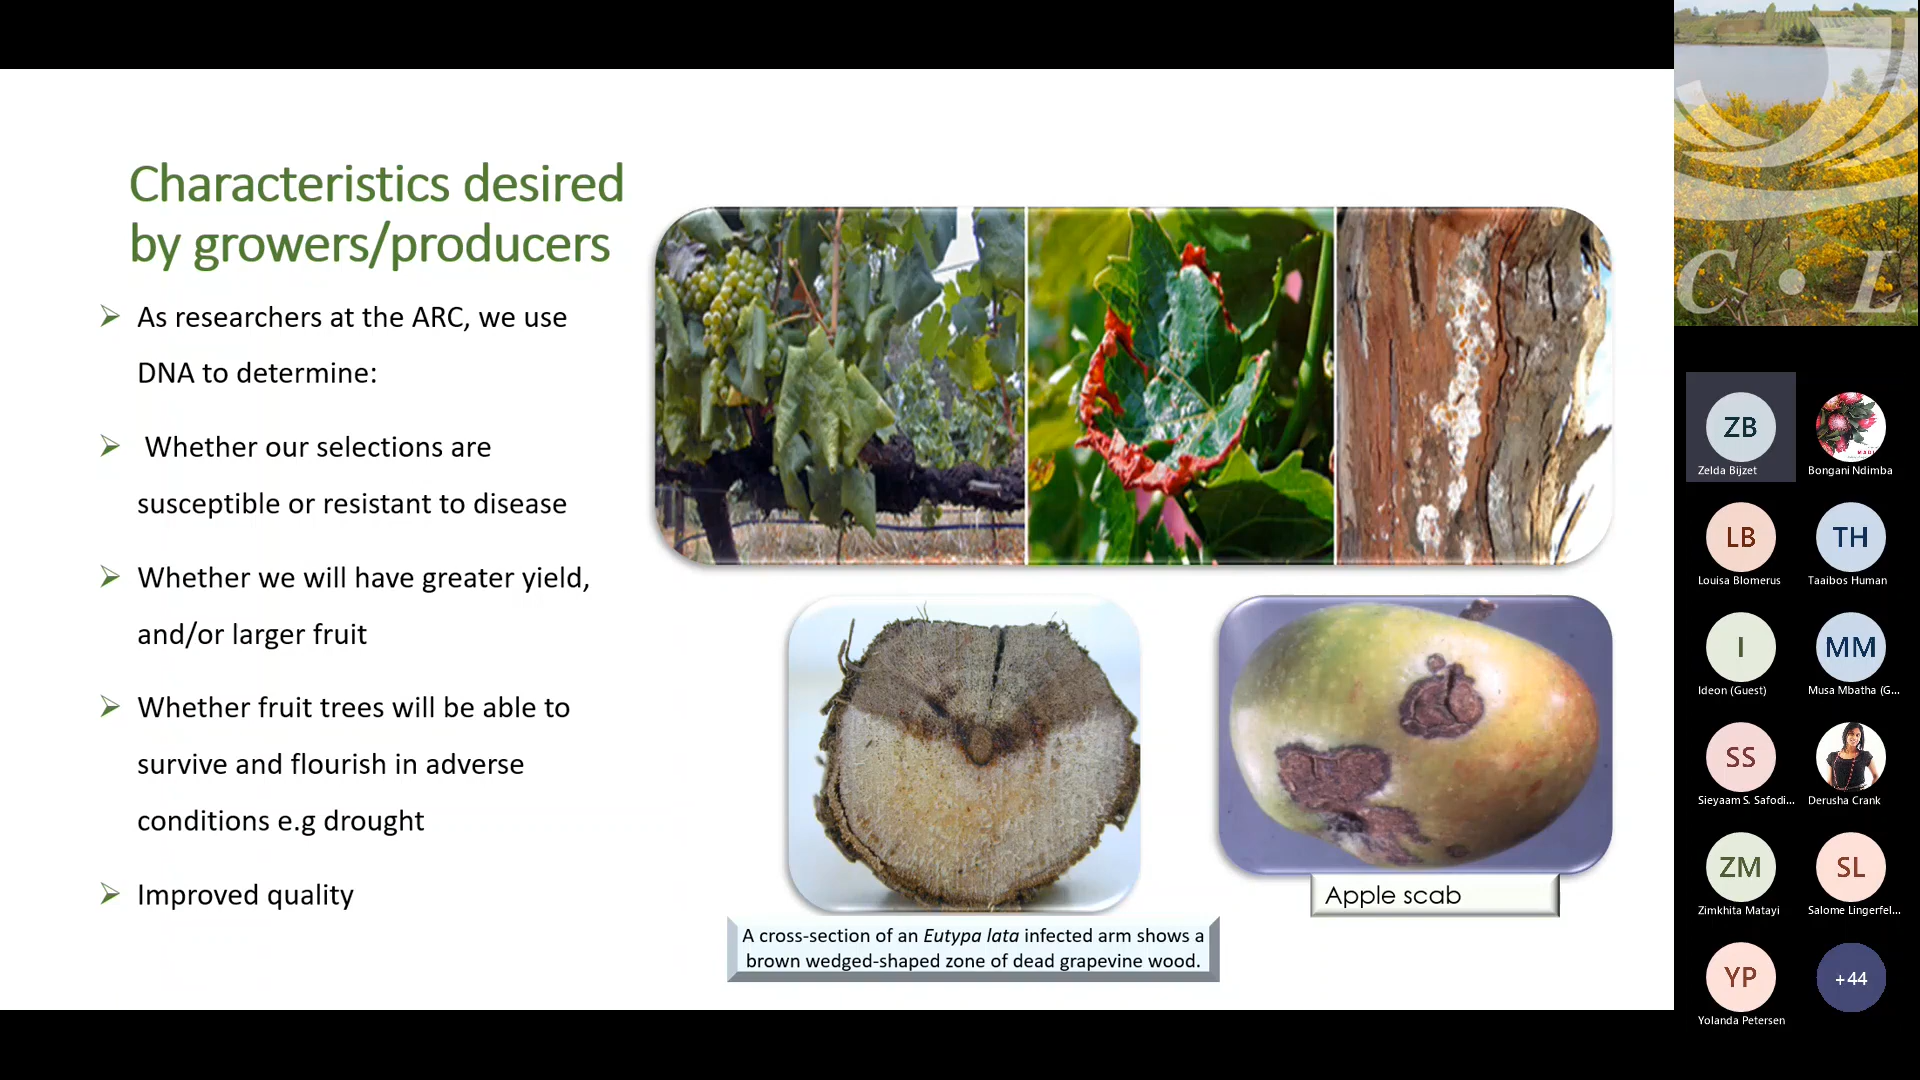 Characteristics desired
by growers/producers
➢ As researchers at the ARC, we use
DNA to determine:
➢ Whether our selections are
susceptible or resistant to disease
➢ Whether we will have greater yield,
and/or larger fruit
➢ Whether fruit trees will be able to
survive and flourish in adverse
conditions e.g drought
➢ Improved quality
A cross-section of an Eutypa lata infected arm shows a
brown wedged-shaped zone of dead grapevine wood.
Apple scab
C · L
ZB
Zelda Bijzet
Bongani Ndimba
LB
Louisa Blomerus
TH
Taaibos Human
I
Ideon (Guest)
MM
Musa Mbatha (G...
SS
Sieyaam S. Safodi...
Derusha Crank
ZM
Zimkhita Matayi
SL
Salome Lingerfel...
YP
Yolanda Petersen
+44